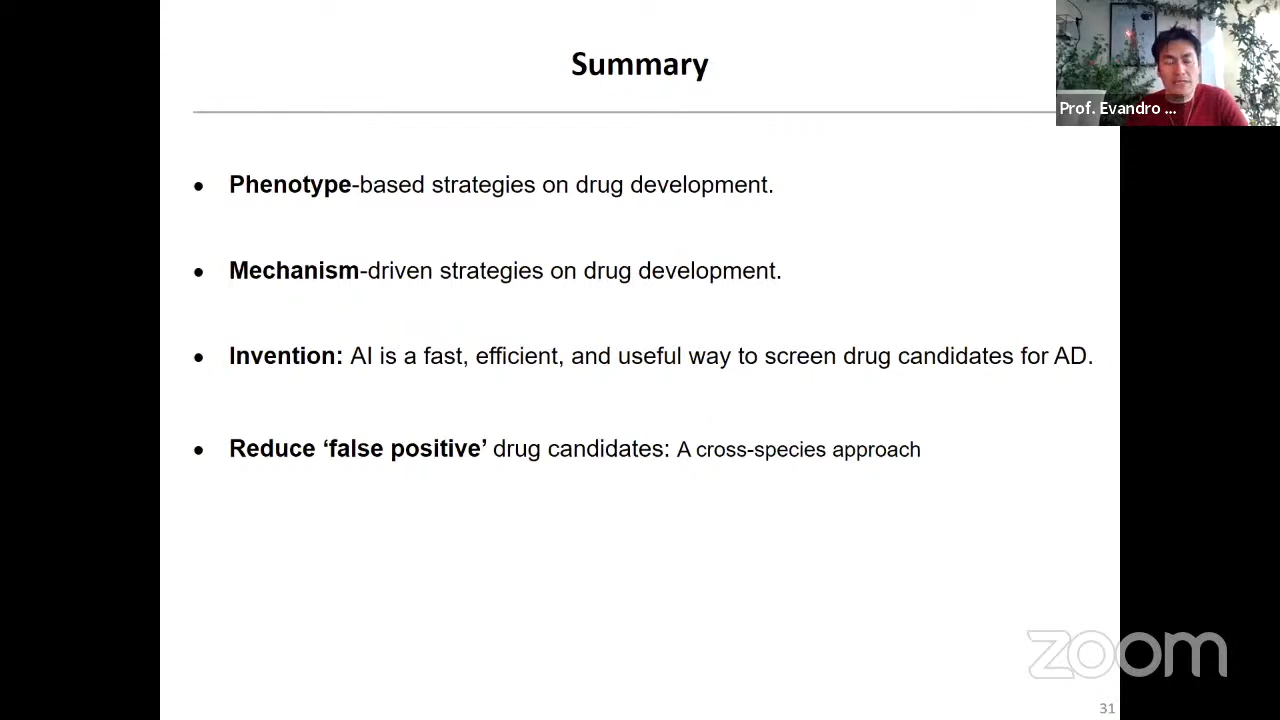 Summary
Prof. Evandro ...
• Phenotype-based strategies on drug development.
• Mechanism-driven strategies on drug development.
• Invention: AI is a fast, efficient, and useful way to screen drug candidates for AD.
• Reduce ‘false positive’ drug candidates: A cross-species approach
zoom
31